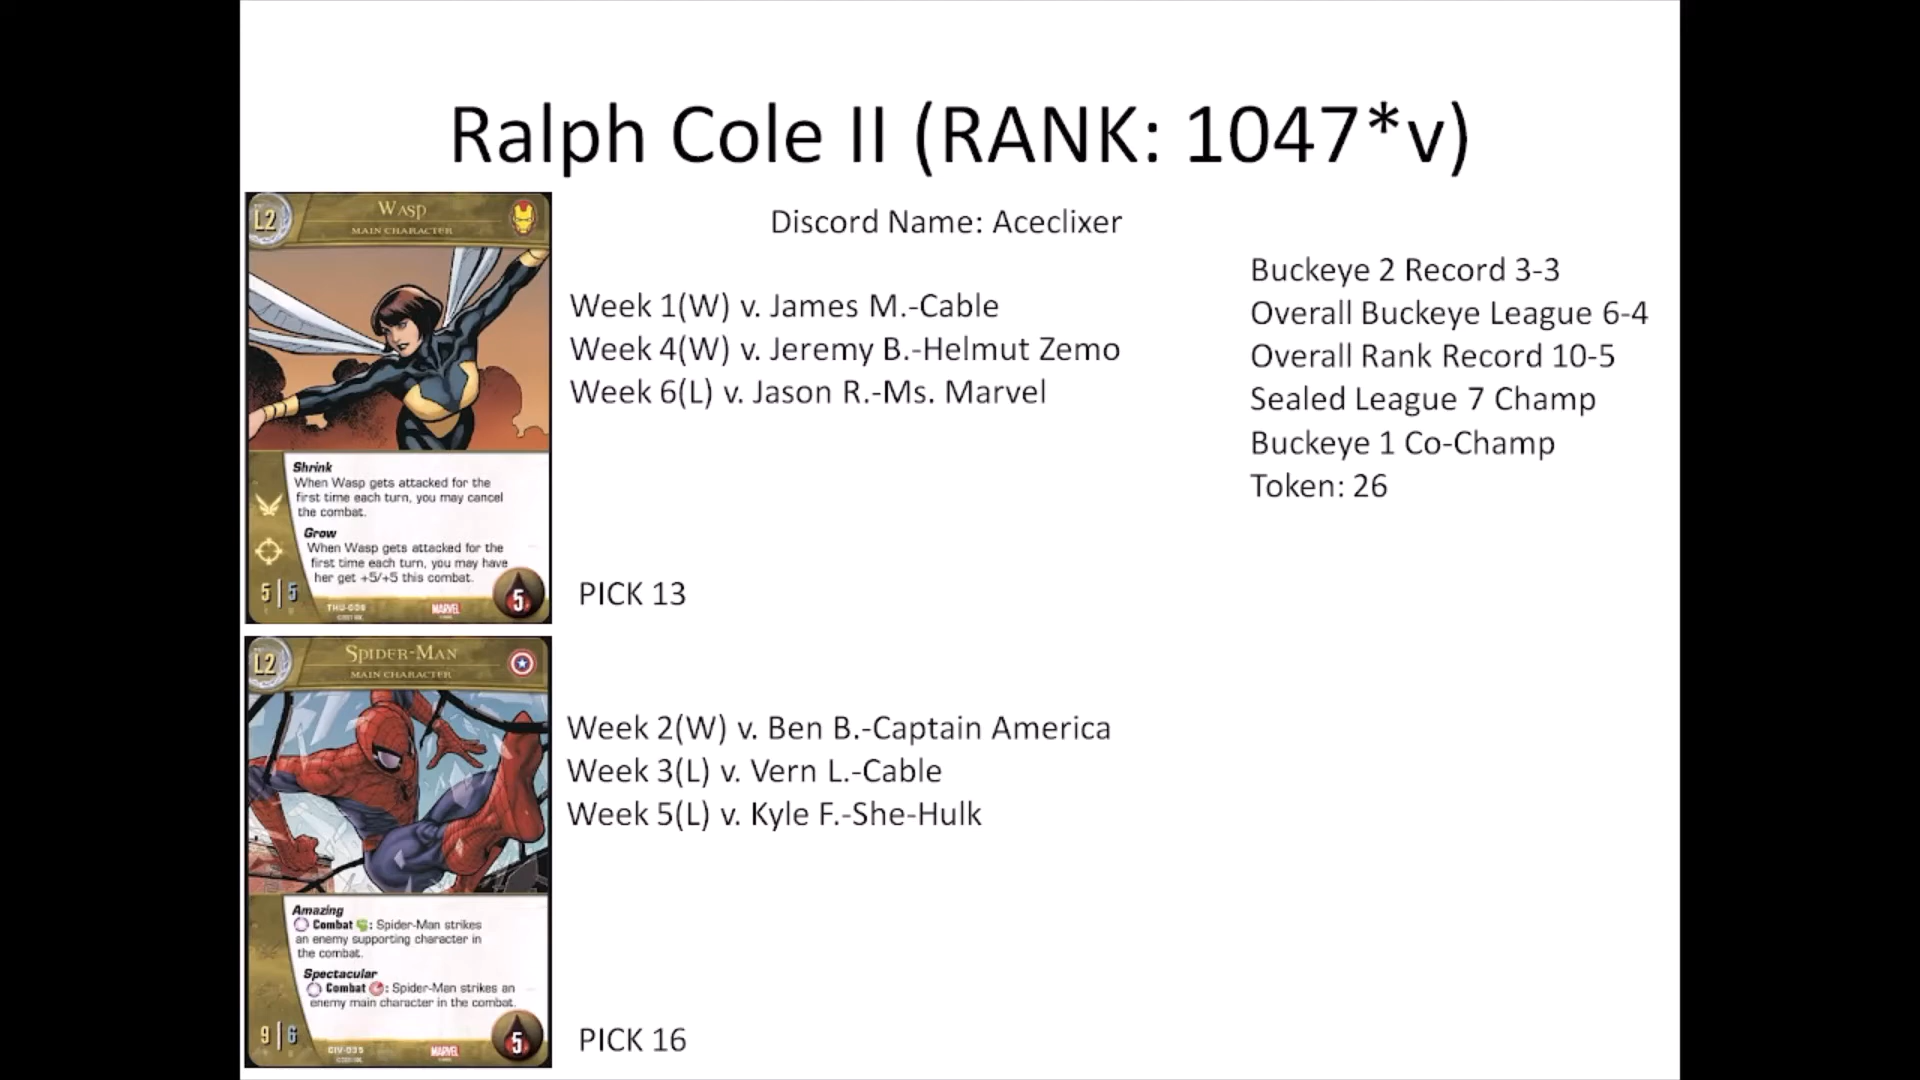 Ralph Cole II (RANK: 1047*v)
Discord Name: Aceclixer
L2
Wasp
MAIN CHARACTER
Shrink
When Wasp gets attacked for the
first time each turn, you may cancel
the combat.
Grow
When Wasp gets attacked for the
first time each turn, you may have
her get +5/+5 this combat.
5 | 5
5
MARVEL
Week 1(W) v. James M.-Cable
Week 4(W) v. Jeremy B.-Helmut Zemo
Week 6(L) v. Jason R.-Ms. Marvel
PICK 13
Buckeye 2 Record 3-3
Overall Buckeye League 6-4
Overall Rank Record 10-5
Sealed League 7 Champ
Buckeye 1 Co-Champ
Token: 26
L2
Spider-Man
MAIN CHARACTER
Amazing
Combat : Spider-Man strikes
an enemy supporting character in
the combat.
Spectacular
Combat : Spider-Man strikes an
enemy main character in the combat.
9 | 6
5
CIV-035
MARVEL
Week 2(W) v. Ben B.-Captain America
Week 3(L) v. Vern L.-Cable
Week 5(L) v. Kyle F.-She-Hulk
PICK 16